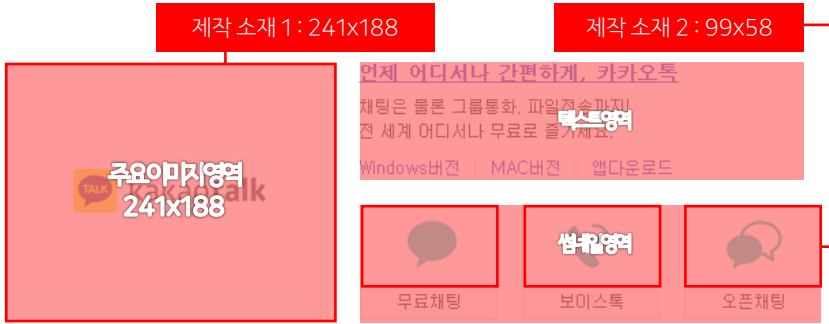 제작 소재 1 : 241x188
제작 소재 2 : 99x58
언제 어디서나 간편하게, 카카오톡
채팅은 물론 그룹통화, 파일전송까지!
전 세계 어디서나 무료로 즐기세요.
텍스트영역
Windows버전 | MAC버전 | 앱다운로드
TALK
kakaotalk
주요이미지영역
241x188
썸네일영역
무료채팅
보이스톡
오픈채팅